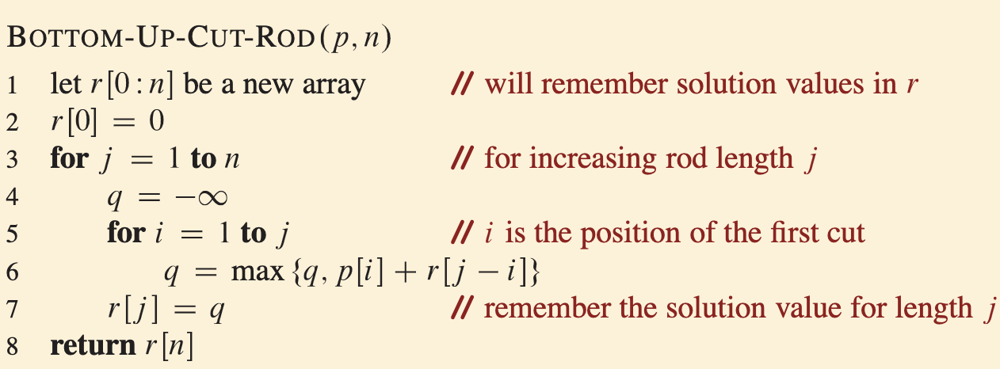 BOTTOM-UP-CUT-ROD(p, n)
1 let r[0:n] be a new array // will remember solution values in r
2 r[0] = 0
3 for j = 1 to n // for increasing rod length j
4 q = −∞
5 for i = 1 to j // i is the position of the first cut
6 q = max {q, p[i] + r[j − i]}
7 r[j] = q // remember the solution value for length j
8 return r[n]